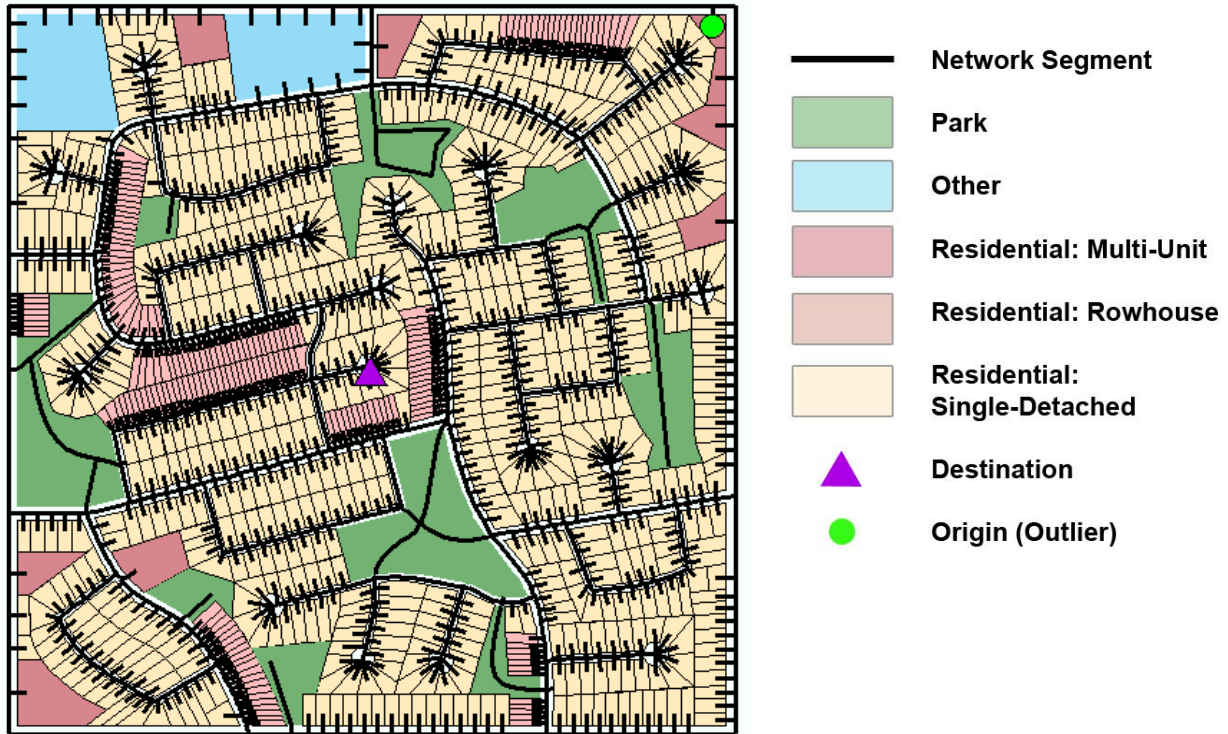 Network Segment
Park
Other
Residential: Multi-Unit
Residential: Rowhouse
Residential:
Single-Detached
Destination
Origin (Outlier)